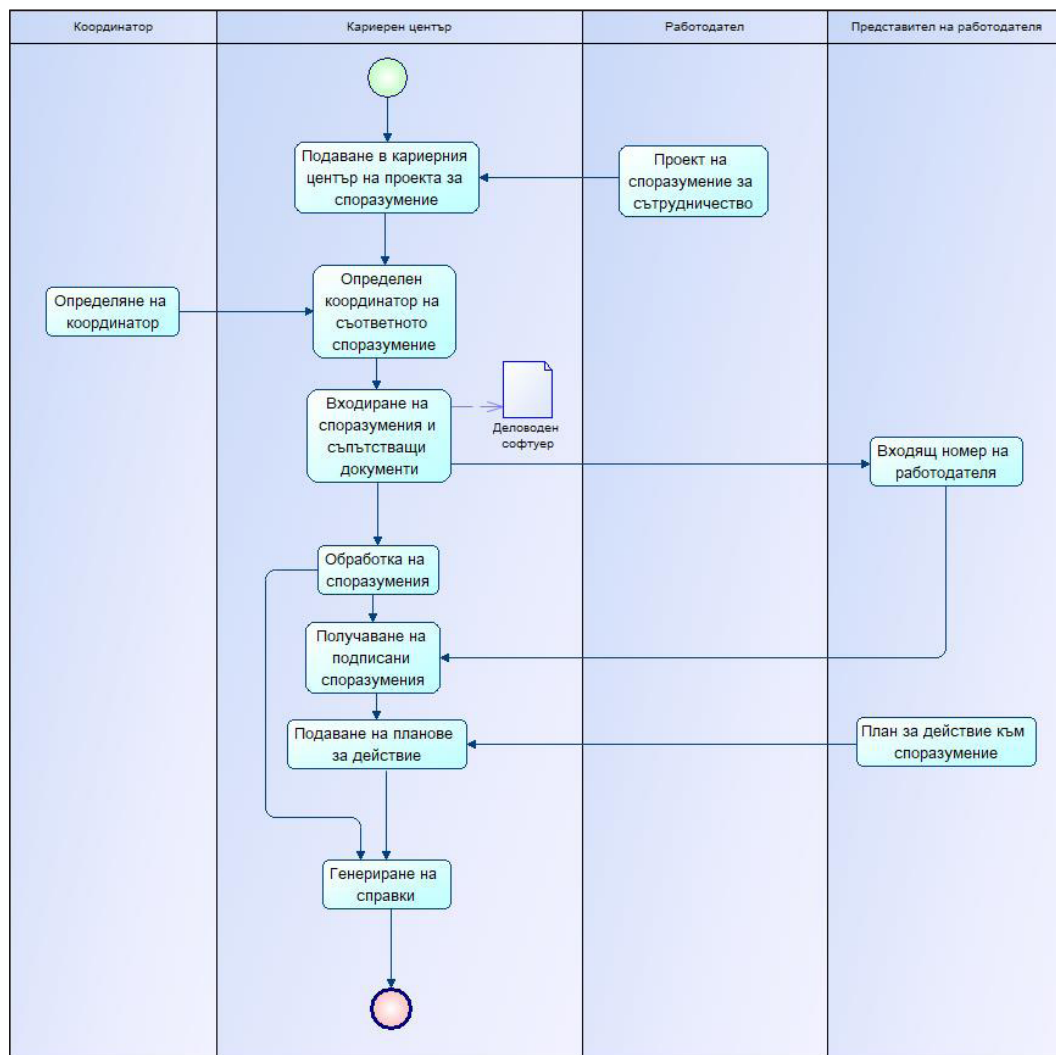 Координатор
Кариерен център
Работодател
Представител на работодателя
Подаване в кариерния
център на проекта за
споразумение
Проект на
споразумение за
сътрудничество
Определяне на
координатор
Определен
координатор на
съответното
споразумение
Входиране на
споразумения и
съпътстващи
документи
Деловоден
софтуер
Входящ номер на
работодателя
Обработка на
споразумения
Получаване на
подписани
споразумения
Подаване на планове
за действие
План за действие към
споразумение
Генериране на
справки